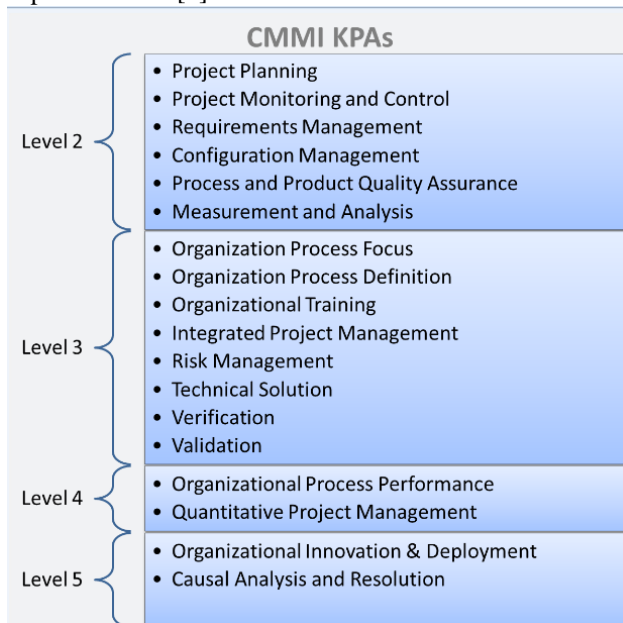 CMMI KPAs
Level 2
• Project Planning
• Project Monitoring and Control
• Requirements Management
• Configuration Management
• Process and Product Quality Assurance
• Measurement and Analysis
Level 3
• Organization Process Focus
• Organization Process Definition
• Organizational Training
• Integrated Project Management
• Risk Management
• Technical Solution
• Verification
• Validation
Level 4
• Organizational Process Performance
• Quantitative Project Management
Level 5
• Organizational Innovation & Deployment
• Causal Analysis and Resolution